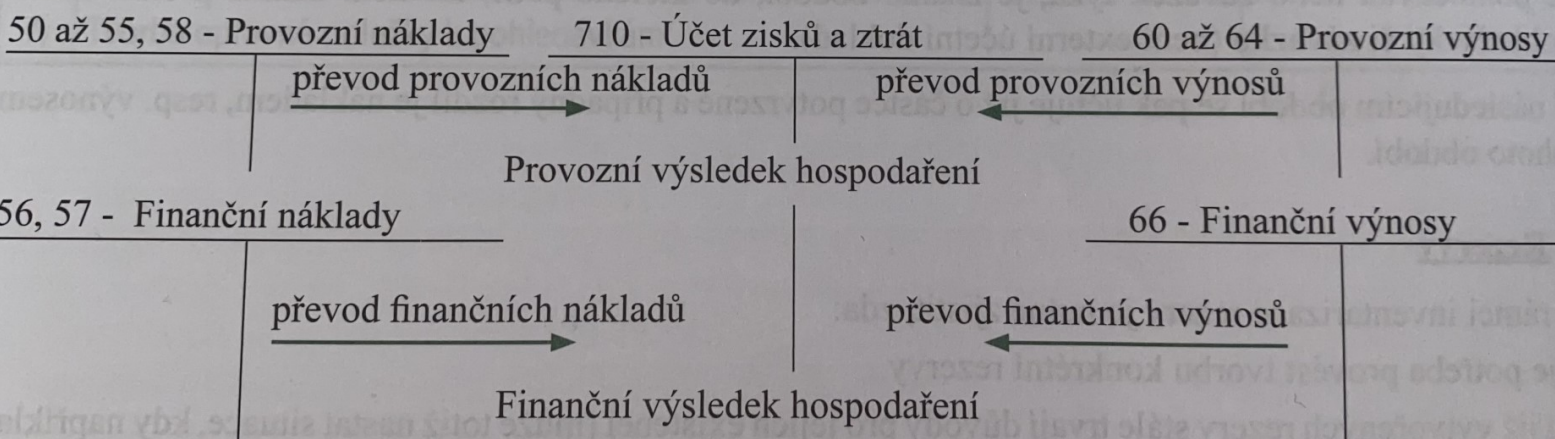 50 až 55, 58 - Provozní náklady 710 - Účet zisků a ztrát 60 až 64 - Provozní výnosy
převod provozních nákladů převod provozních výnosů
Provozní výsledek hospodaření
56, 57 - Finanční náklady 66 - Finanční výnosy
převod finančních nákladů převod finančních výnosů
Finanční výsledek hospodaření